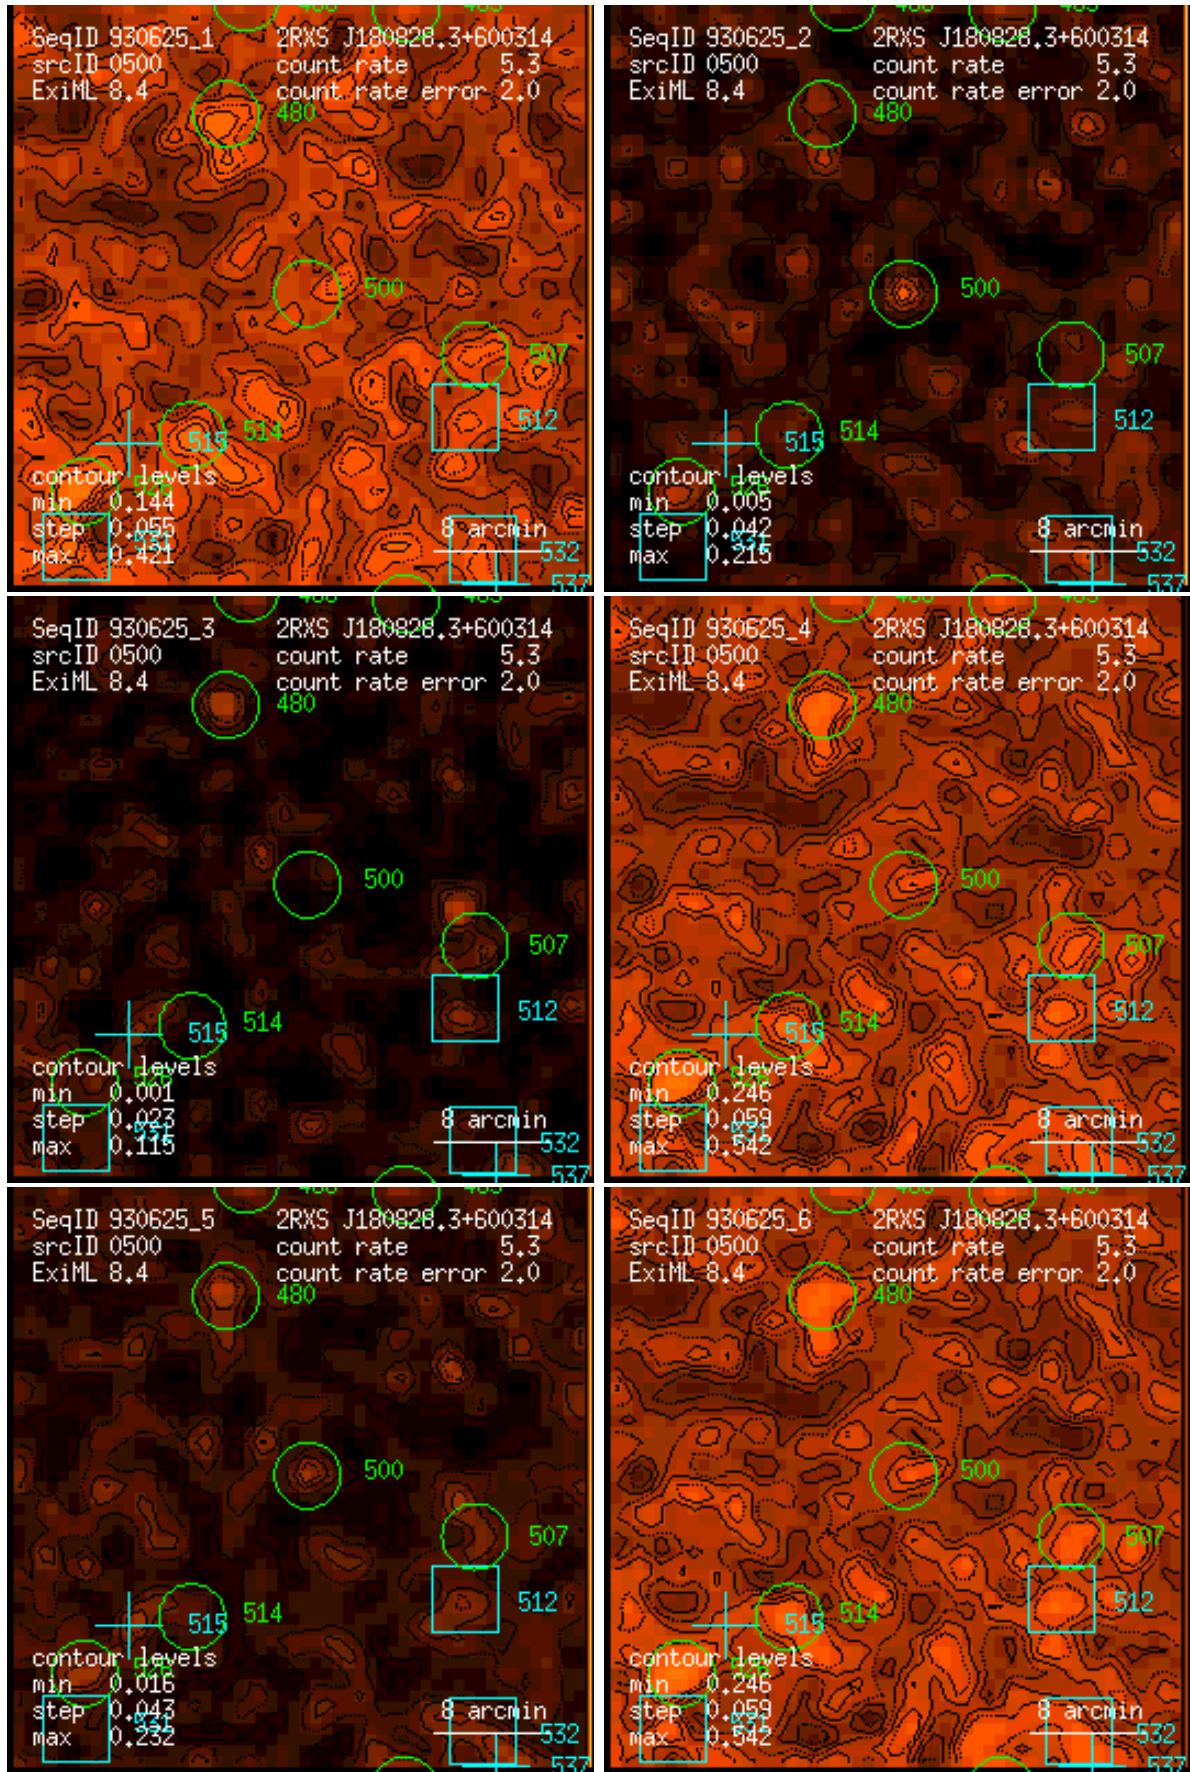 488 485
SeqID 930625_1 2RXS J180828.3+600314
srcID 0500 count rate 5.3
ExiML 8.4 count rate error 2.0
480
500
507
512
515 514
contour levels
min 0.144
step 0.055 8 arcmin
max 0.421 532
537
SeqID 930625_2 2RXS J180828.3+600314
srcID 0500 count rate 5.3
ExiML 8.4 count rate error 2.0
480
500
507
512
515 514
contour levels
min 0.005
step 0.042 8 arcmin
max 0.215 532
537
SeqID 930625_3 2RXS J180828.3+600314
srcID 0500 count rate 5.3
ExiML 8.4 count rate error 2.0
480
500
507
512
515 514
contour levels
min 0.001
step 0.023 8 arcmin
max 0.115 532
537
SeqID 930625_4 2RXS J180828.3+600314
srcID 0500 count rate 5.3
ExiML 8.4 count rate error 2.0
480
500
507
512
515 514
contour levels
min 0.246
step 0.059 8 arcmin
max 0.542 532
537
SeqID 930625_5 2RXS J180828.3+600314
srcID 0500 count rate 5.3
ExiML 8.4 count rate error 2.0
480
500
507
512
515 514
contour levels
min 0.016
step 0.043 8 arcmin
max 0.232 532
537
SeqID 930625_6 2RXS J180828.3+600314
srcID 0500 count rate 5.3
ExiML 8.4 count rate error 2.0
480
500
507
512
515 514
contour levels
min 0.246
step 0.059 8 arcmin
max 0.542 532
537